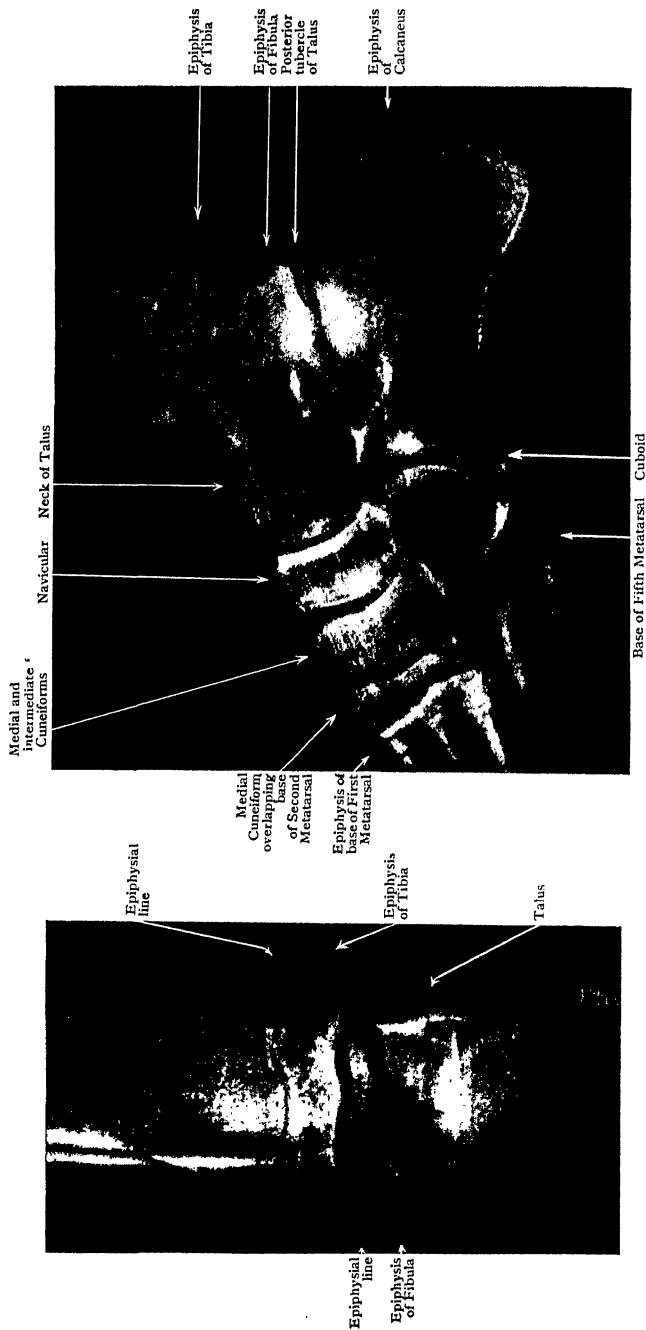 Epiphysis
of Tibia
Epiphysis
of Fibula
Posterior
tubercle
of Talus
Epiphysis
of
Calcaneus
Neck of Talus
Navicular
Medial and
intermediate
Cuneiforms
Cuboid
Base of Fifth Metatarsal
Medial
Cuneiform
overlapping
base
of Second
Metatarsal
Epiphysis of
base of First
Metatarsal
Epiphysial
line
Epiphysis
of Tibia
Talus
Epiphysial
line
Epiphysis
of Fibula